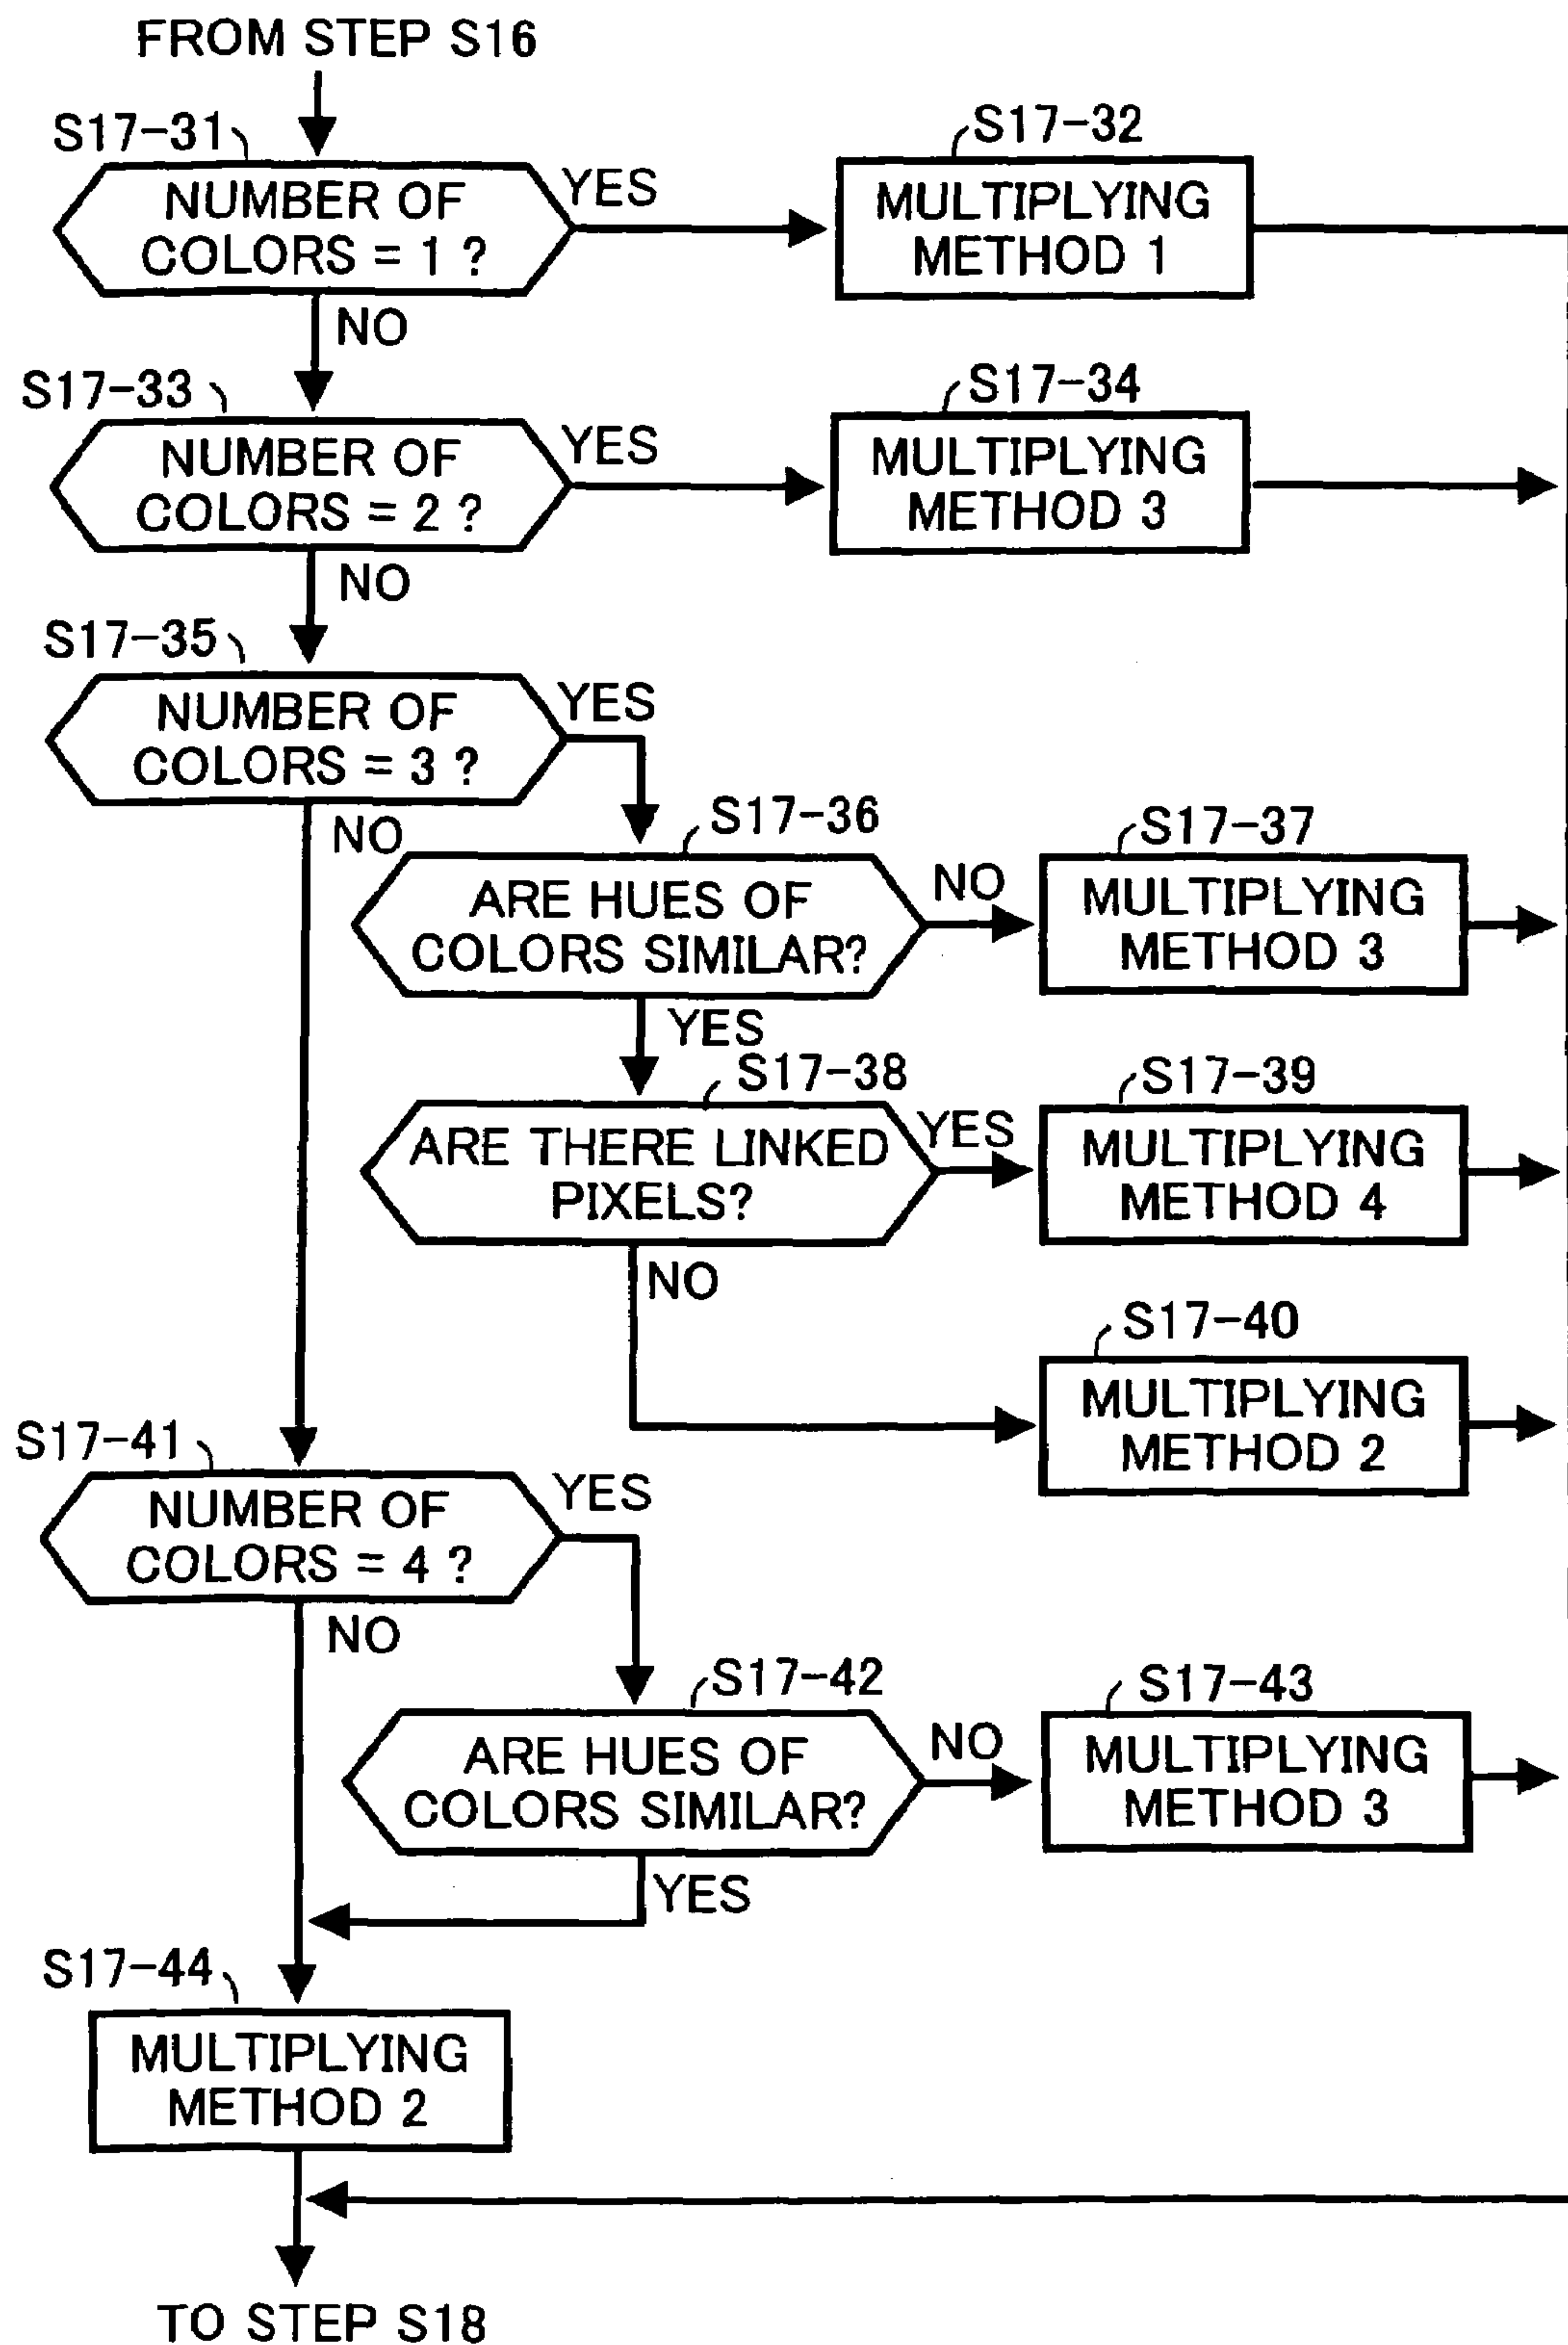 FROM STEP S16
S17-31
NUMBER OF
COLORS = 1 ?
YES
S17-32
MULTIPLYING
METHOD 1
NO
S17-33
NUMBER OF
COLORS = 2 ?
YES
S17-34
MULTIPLYING
METHOD 3
NO
S17-35
NUMBER OF
COLORS = 3 ?
YES
NO
S17-36
ARE HUES OF
COLORS SIMILAR?
NO
S17-37
MULTIPLYING
METHOD 3
YES
S17-38
ARE THERE LINKED
PIXELS?
YES
S17-39
MULTIPLYING
METHOD 4
NO
S17-40
MULTIPLYING
METHOD 2
S17-41
NUMBER OF
COLORS = 4 ?
YES
NO
S17-42
ARE HUES OF
COLORS SIMILAR?
NO
S17-43
MULTIPLYING
METHOD 3
YES
S17-44
MULTIPLYING
METHOD 2
TO STEP S18